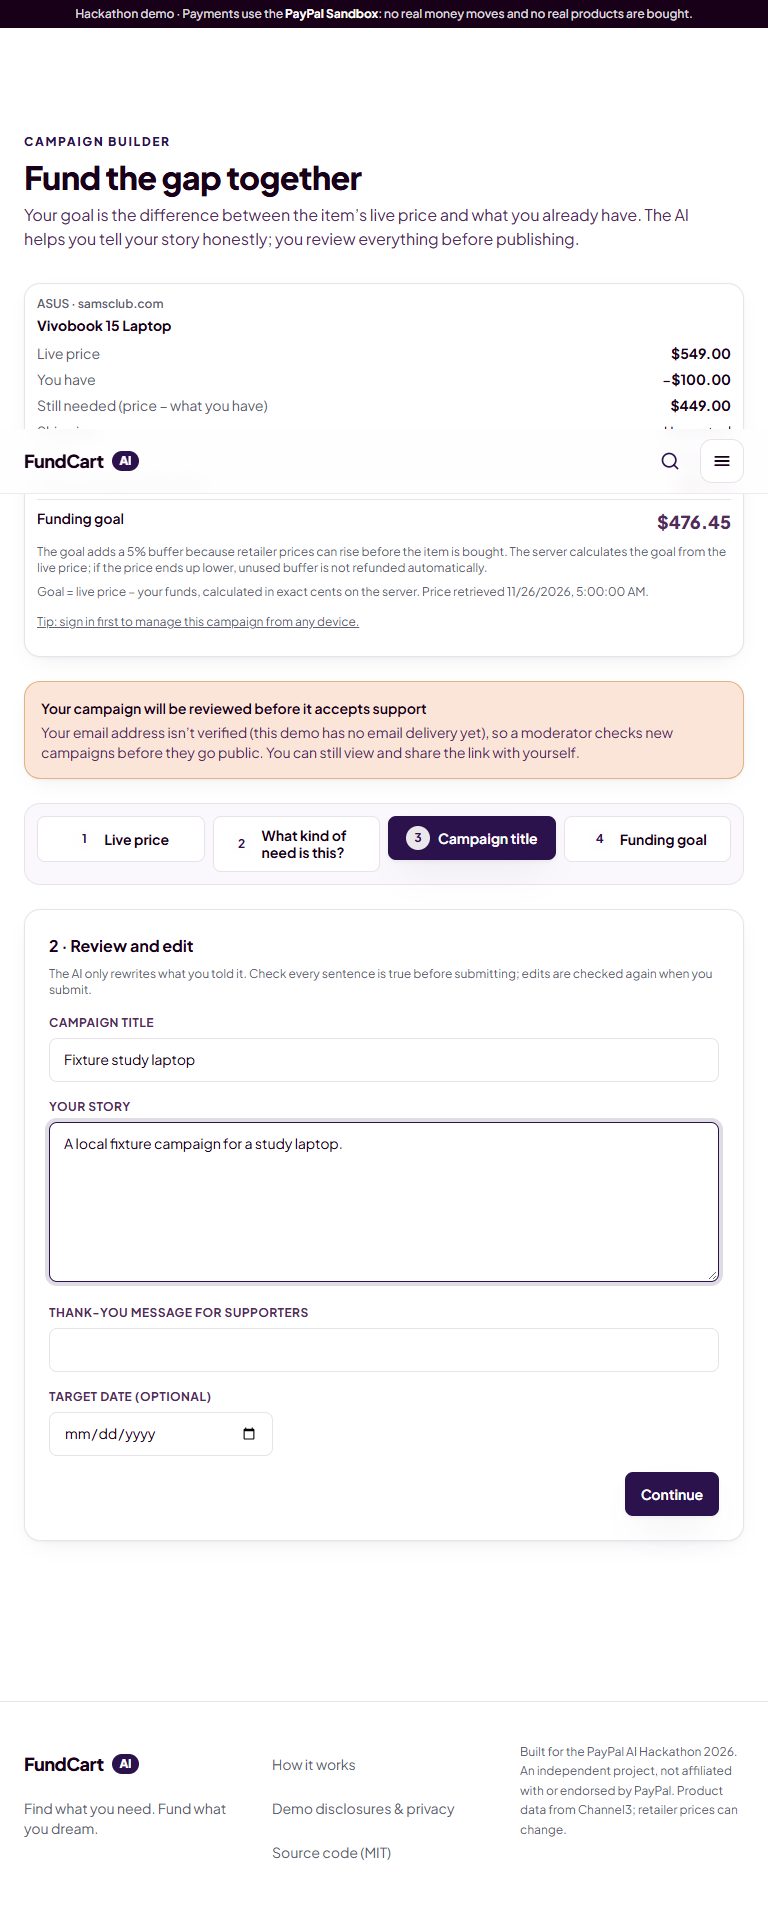 Hackathon demo · Payments use the PayPal Sandbox: no real money moves and no real products are bought.
CAMPAIGN BUILDER
Fund the gap together
Your goal is the difference between the item's live price and what you already have. The AI
helps you tell your story honestly; you review everything before publishing.
ASUS · samsclub.com
Vivobook 15 Laptop
Live price $549.00
You have –$100.00
Still needed (price – what you have) $449.00
FundCart AI
Funding goal $476.45
The goal adds a 5% buffer because retailer prices can rise before the item is bought. The server calculates the goal from the
live price; if the price ends up lower, unused buffer is not refunded automatically.
Goal = live price – your funds, calculated in exact cents on the server. Price retrieved 11/26/2026, 5:00:00 AM.
Tip: sign in first to manage this campaign from any device.
Your campaign will be reviewed before it accepts support
Your email address isn't verified (this demo has no email delivery yet), so a moderator checks new
campaigns before they go public. You can still view and share the link with yourself.
1 Live price
2 What kind of
need is this?
3 Campaign title
4 Funding goal
2 · Review and edit
The AI only rewrites what you told it. Check every sentence is true before submitting; edits are checked again when you
submit.
CAMPAIGN TITLE
Fixture study laptop
YOUR STORY
A local fixture campaign for a study laptop.
THANK-YOU MESSAGE FOR SUPPORTERS
TARGET DATE (OPTIONAL)
mm/dd/yyyy
Continue
FundCart AI
Find what you need. Fund what
you dream.
How it works
Demo disclosures & privacy
Source code (MIT)
Built for the PayPal AI Hackathon 2026.
An independent project, not affiliated
with or endorsed by PayPal. Product
data from Channel3; retailer prices can
change.